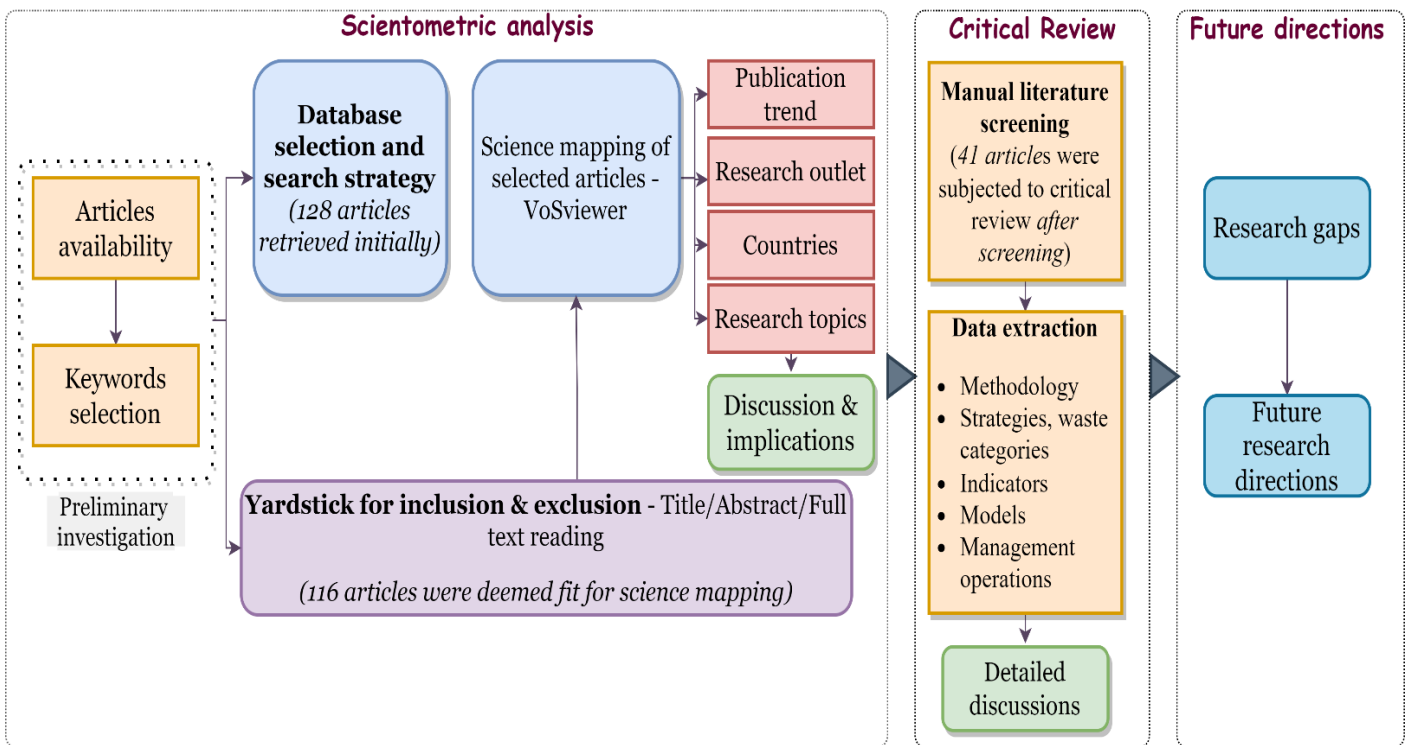 Scientometric analysis
Articles
availability
Keywords
selection
Preliminary
investigation
Database
selection and
search strategy
(128 articles
retrieved initially)
Yardstick for inclusion & exclusion - Title/Abstract/Full
text reading
(116 articles were deemed fit for science mapping)
Science mapping of
selected articles -
VoSviewer
Publication
trend
Research outlet
Countries
Research topics
Discussion &
implications
Critical Review
Manual literature
screening
(41 articles were
subjected to critical
review after
screening)
Data extraction
• Methodology
• Strategies, waste
categories
• Indicators
• Models
• Management
operations
Detailed
discussions
Future directions
Research gaps
Future
research
directions